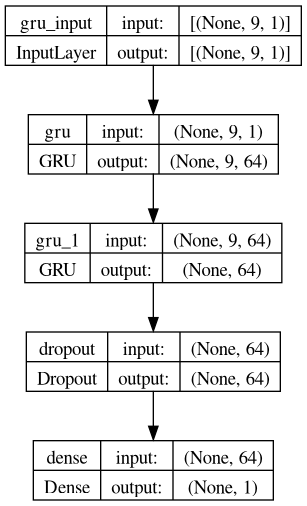 gru_input input: [(None, 9, 1)]
InputLayer output: [(None, 9, 1)]
gru input: (None, 9, 1)
GRU output: (None, 9, 64)
gru_1 input: (None, 9, 64)
GRU output: (None, 64)
dropout input: (None, 64)
Dropout output: (None, 64)
dense input: (None, 64)
Dense output: (None, 1)